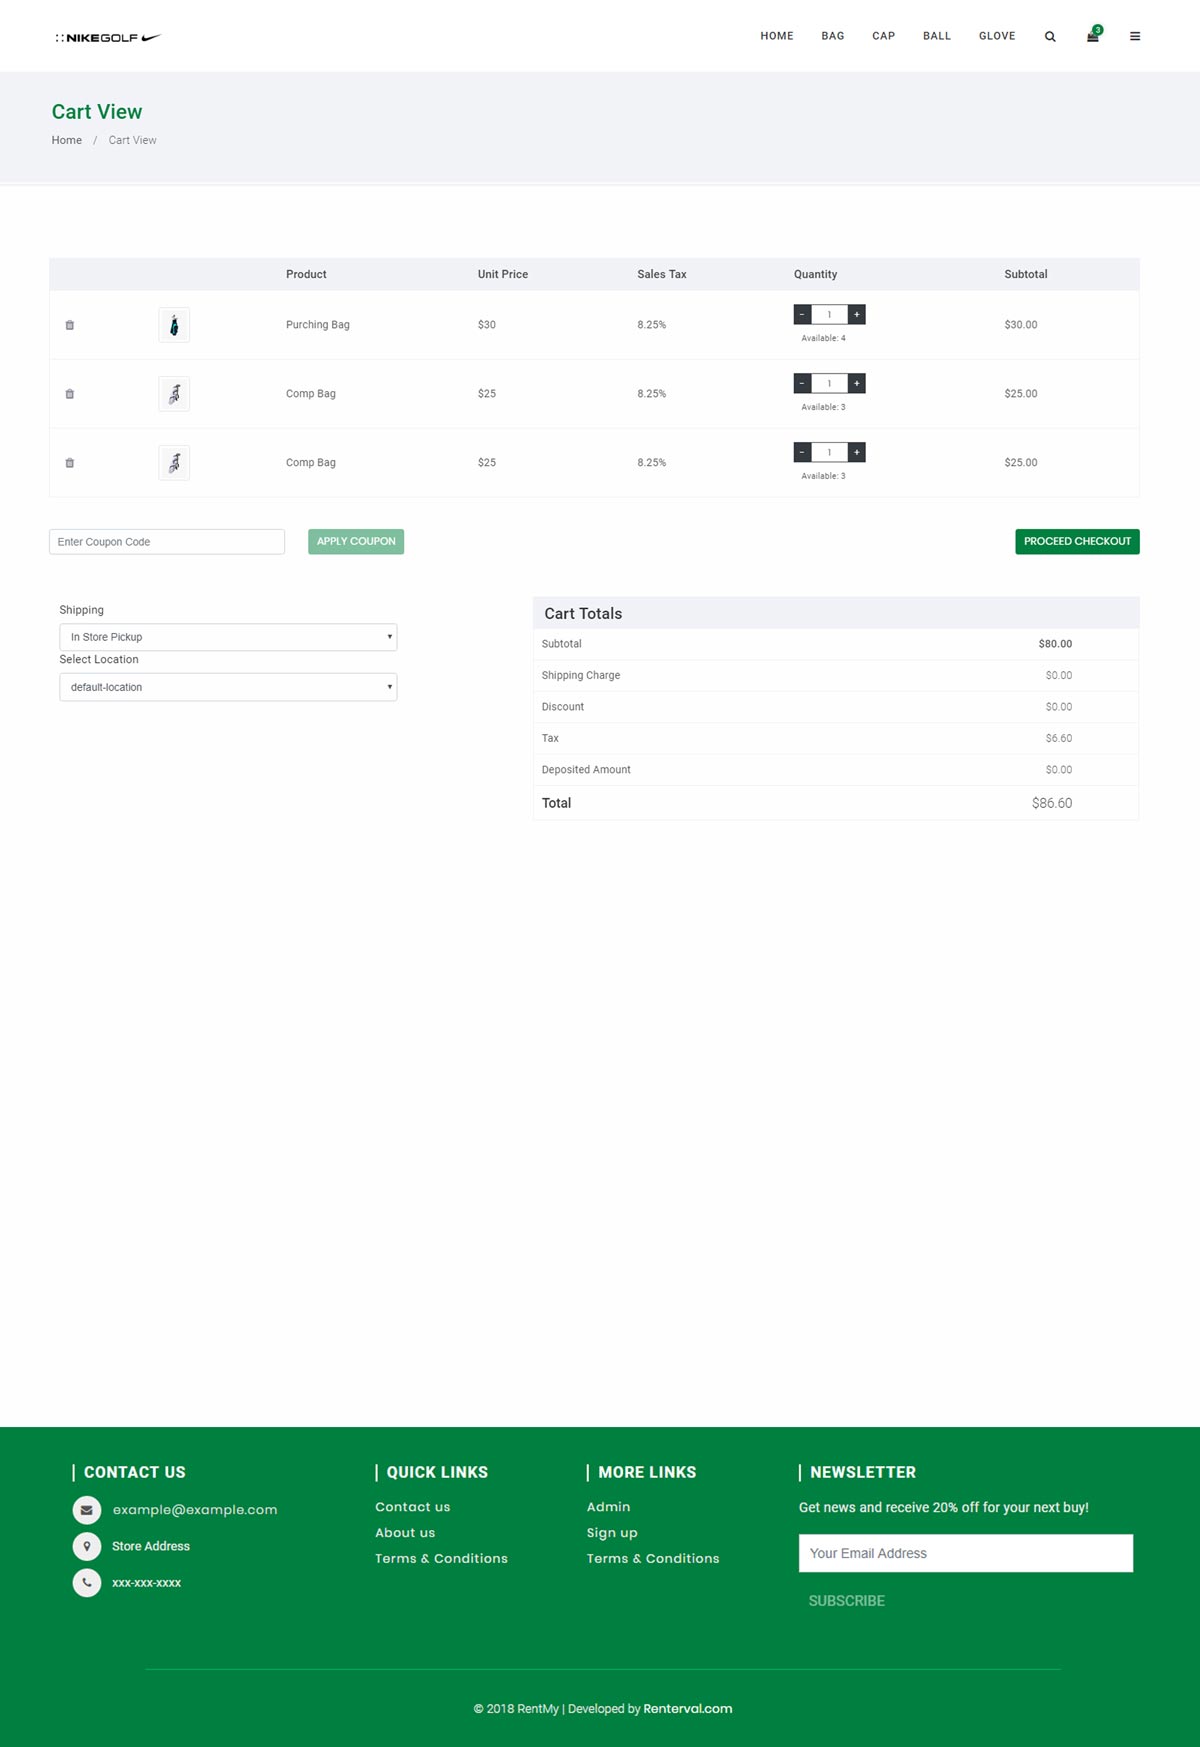 ::NIKEGOLF
HOME BAG CAP BALL GLOVE 3
Cart View
Home / Cart View
Product Unit Price Sales Tax Quantity Subtotal
Purching Bag $30 8.25% - 1 + $30.00
Available: 4
Comp Bag $25 8.25% - 1 + $25.00
Available: 3
Comp Bag $25 8.25% - 1 + $25.00
Available: 3
Enter Coupon Code APPLY COUPON PROCEED CHECKOUT
Shipping
In Store Pickup
Select Location
default-location
Cart Totals
Subtotal $80.00
Shipping Charge $0.00
Discount $0.00
Tax $6.60
Deposited Amount $0.00
Total $86.60
CONTACT US
example@example.com
Store Address
xxx-xxx-xxxx
QUICK LINKS
Contact us
About us
Terms & Conditions
MORE LINKS
Admin
Sign up
Terms & Conditions
NEWSLETTER
Get news and receive 20% off for your next buy!
Your Email Address
SUBSCRIBE
© 2018 RentMy | Developed by Renterval.com